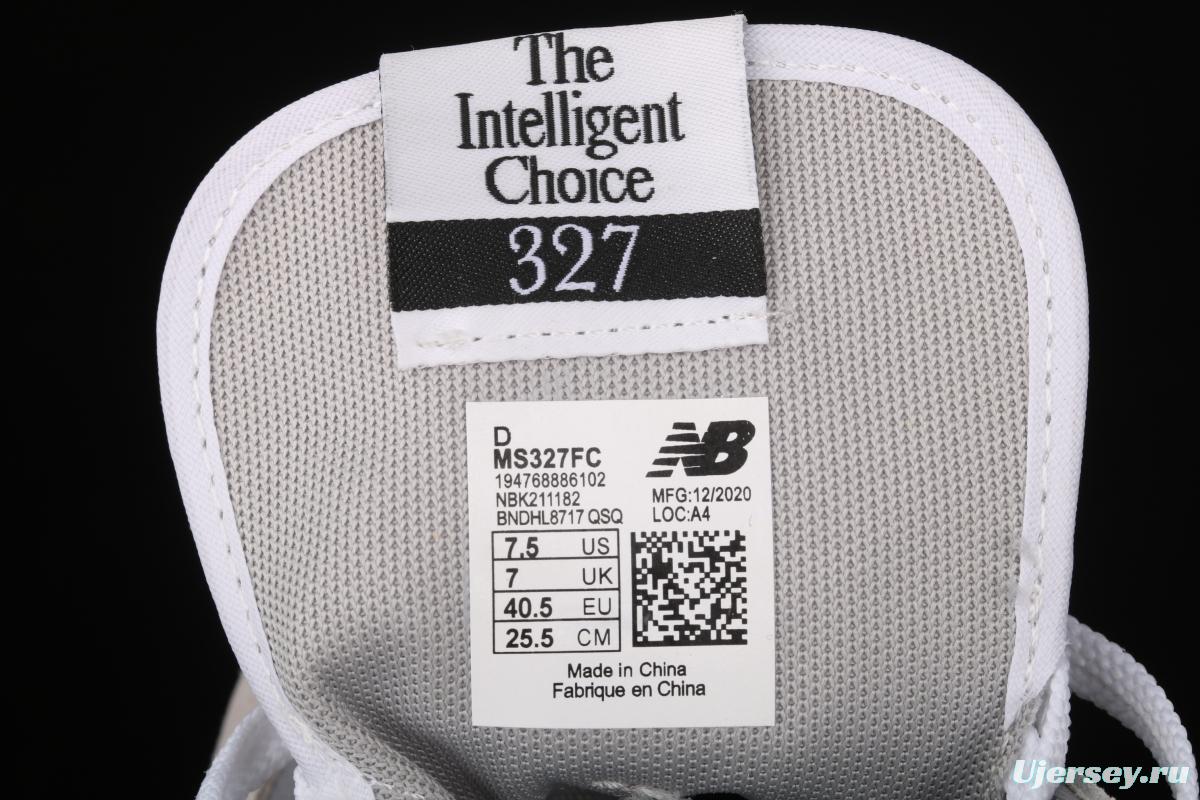 The
Intelligent
Choice
327
D
MS327FC
194768886102
NBK211182
BNDHL8717 QSQ
NB
MFG:12/2020
LOC:A4
7.5 US
7 UK
40.5 EU
25.5 CM
Made in China
Fabrique en China
Ujersey.ru